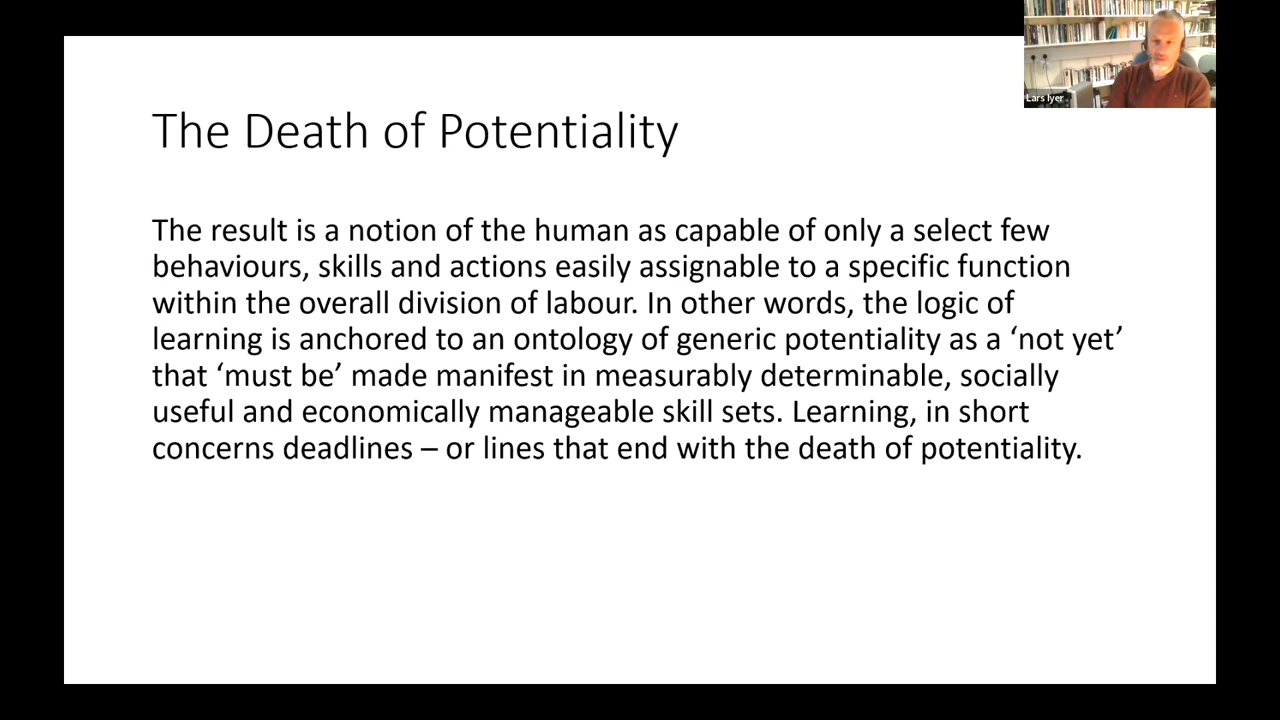 Lars Iyer
The Death of Potentiality
The result is a notion of the human as capable of only a select few
behaviours, skills and actions easily assignable to a specific function
within the overall division of labour. In other words, the logic of
learning is anchored to an ontology of generic potentiality as a ‘not yet’
that ‘must be’ made manifest in measurably determinable, socially
useful and economically manageable skill sets. Learning, in short
concerns deadlines – or lines that end with the death of potentiality.